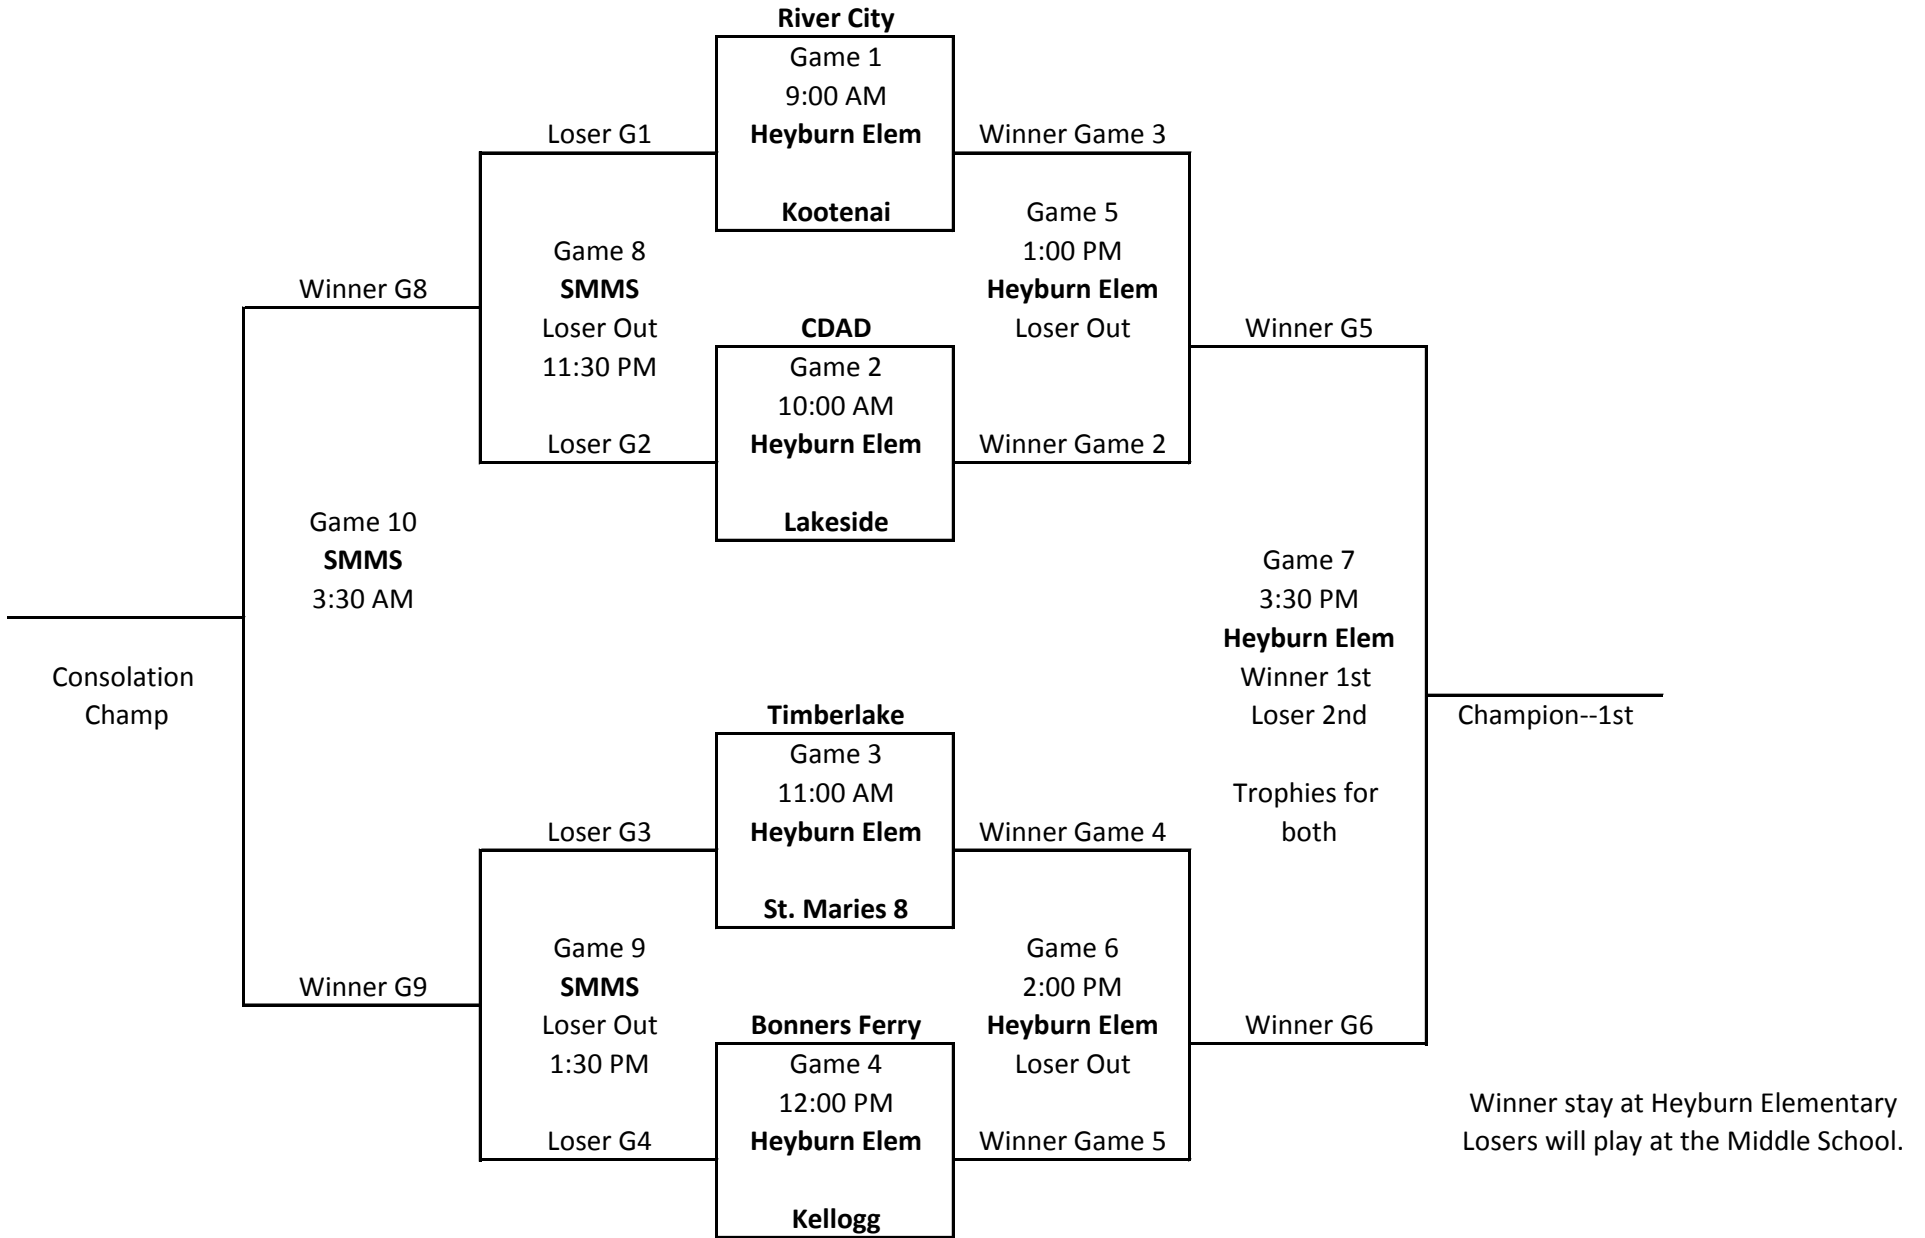 River City
Game 1
9:00 AM
Loser G1
Heyburn Elem
Winner Game 3
Kootenai
Game 5
Game 8
1:00 PM
Winner G8
SMMS
Heyburn Elem
Loser Out
CDAD
Loser Out
Winner G5
11:30 PM
Game 2
10:00 AM
Loser G2
Heyburn Elem
Winner Game 2
Game 10
Lakeside
SMMS
Game 7
3:30 AM
3:30 PM
Heyburn Elem
Consolation
Winner 1st
Champ
Timberlake
Loser 2nd
Champion--1st
Game 3
11:00 AM
Trophies for
Loser G3
Heyburn Elem
Winner Game 4
both
St. Maries 8
Game 9
Game 6
Winner G9
SMMS
2:00 PM
Loser Out
Bonners Ferry
Heyburn Elem
Winner G6
1:30 PM
Game 4
Loser Out
12:00 PM
Winner stay at Heyburn Elementary
Loser G4
Heyburn Elem
Winner Game 5
Losers will play at the Middle School.
Kellogg